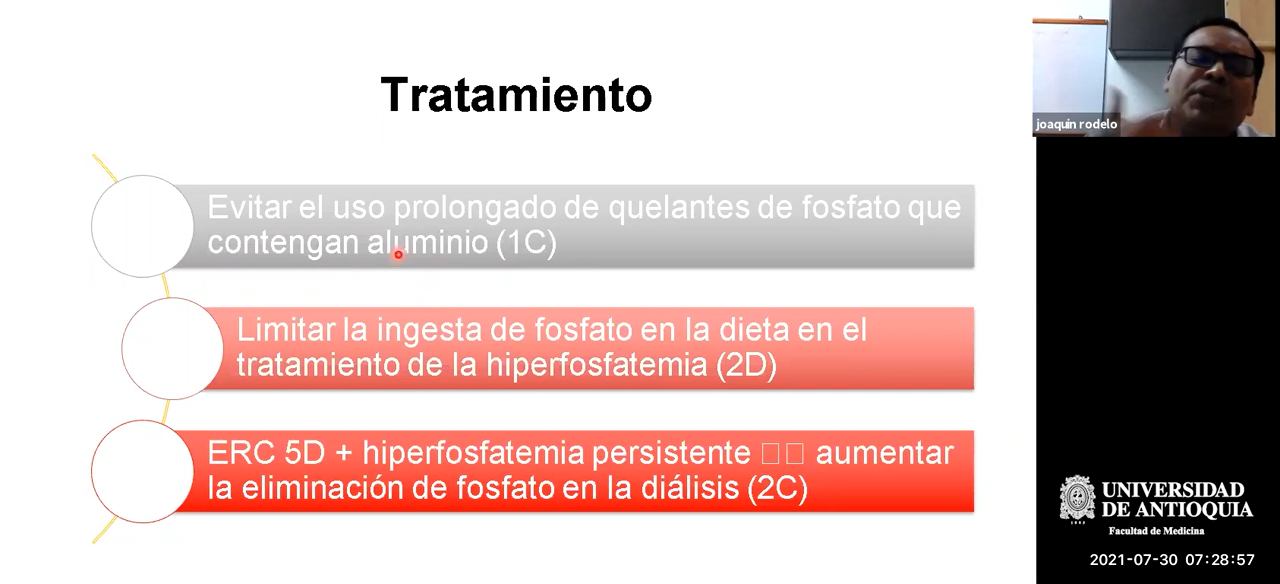 Tratamiento
Evitar el uso prolongado de quelantes de fosfato que
contengan aluminio (1C)
Limitar la ingesta de fosfato en la dieta en el
tratamiento de la hiperfosfatemia (2D)
ERC 5D + hiperfosfatemia persistente □□ aumentar
la eliminación de fosfato en la diálisis (2C)
joaquin rodelo
UNIVERSIDAD
DE ANTIOQUIA
1803
Facultad de Medicina
2021-07-30 07:28:57